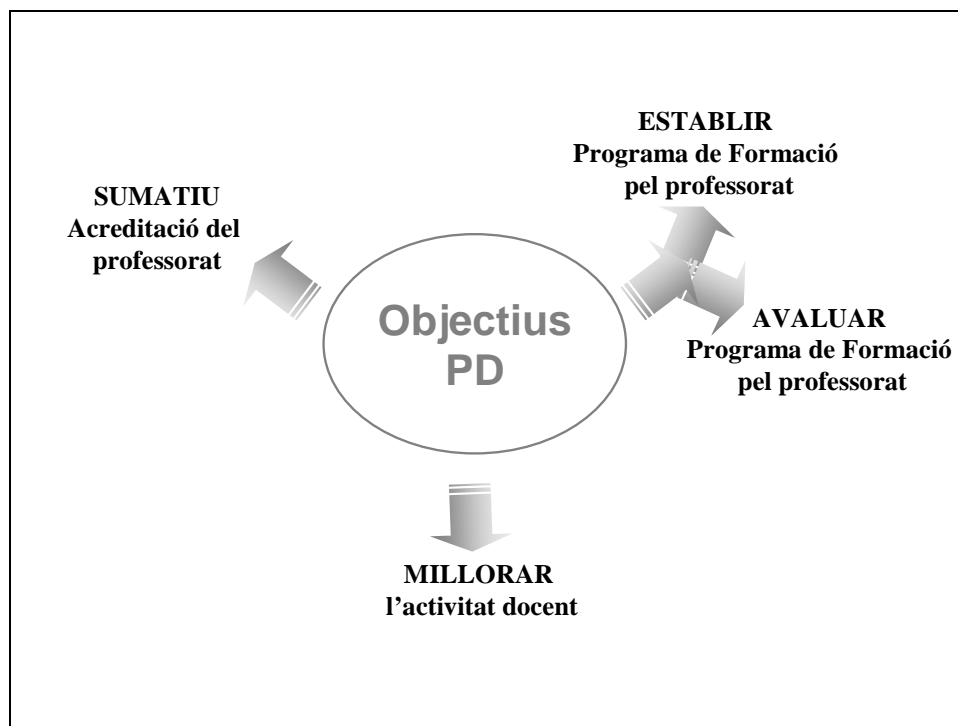 ESTABLIR
Programa de Formació
pel professorat
SUMATIU
Acreditació del
professorat
Objectius
PD
AVALUAR
Programa de Formació
pel professorat
MILLORAR
l’activitat docent